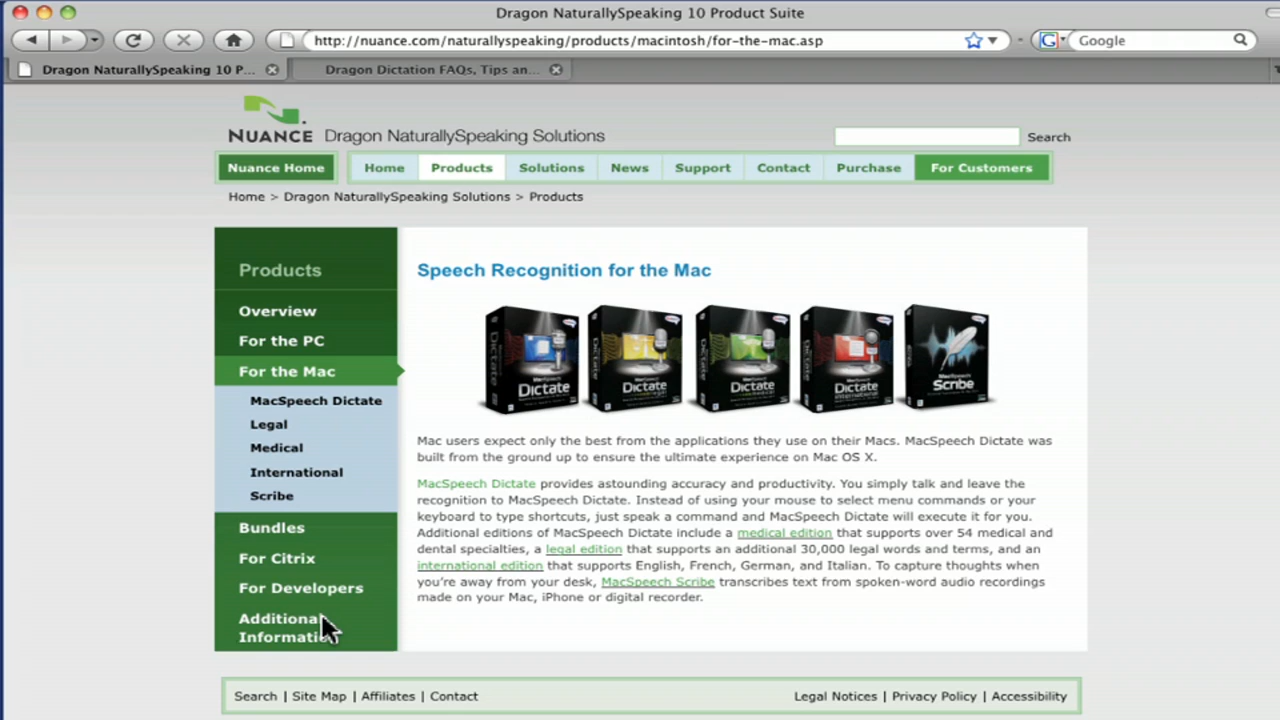 Dragon NaturallySpeaking 10 Product Suite
http://nuance.com/naturallyspeaking/products/macintosh/for-the-mac.asp
Google
Dragon NaturallySpeaking 10 P...
Dragon Dictation FAQs, Tips an...
NUANCE Dragon NaturallySpeaking Solutions
Search
Nuance Home Home Products Solutions News Support Contact Purchase For Customers
Home > Dragon NaturallySpeaking Solutions > Products
Products
Overview
For the PC
For the Mac
MacSpeech Dictate
Legal
Medical
International
Scribe
Bundles
For Citrix
For Developers
Additional
Information
Speech Recognition for the Mac
Dictate Dictate Dictate Dictate Scribe
Mac users expect only the best from the applications they use on their Macs. MacSpeech Dictate was
built from the ground up to ensure the ultimate experience on Mac OS X.
MacSpeech Dictate provides astounding accuracy and productivity. You simply talk and leave the
recognition to MacSpeech Dictate. Instead of using your mouse to select menu commands or your
keyboard to type shortcuts, just speak a command and MacSpeech Dictate will execute it for you.
Additional editions of MacSpeech Dictate include a medical edition that supports over 54 medical and
dental specialties, a legal edition that supports an additional 30,000 legal words and terms, and an
international edition that supports English, French, German, and Italian. To capture thoughts when
you're away from your desk, MacSpeech Scribe transcribes text from spoken-word audio recordings
made on your Mac, iPhone or digital recorder.
Search | Site Map | Affiliates | Contact
Legal Notices | Privacy Policy | Accessibility